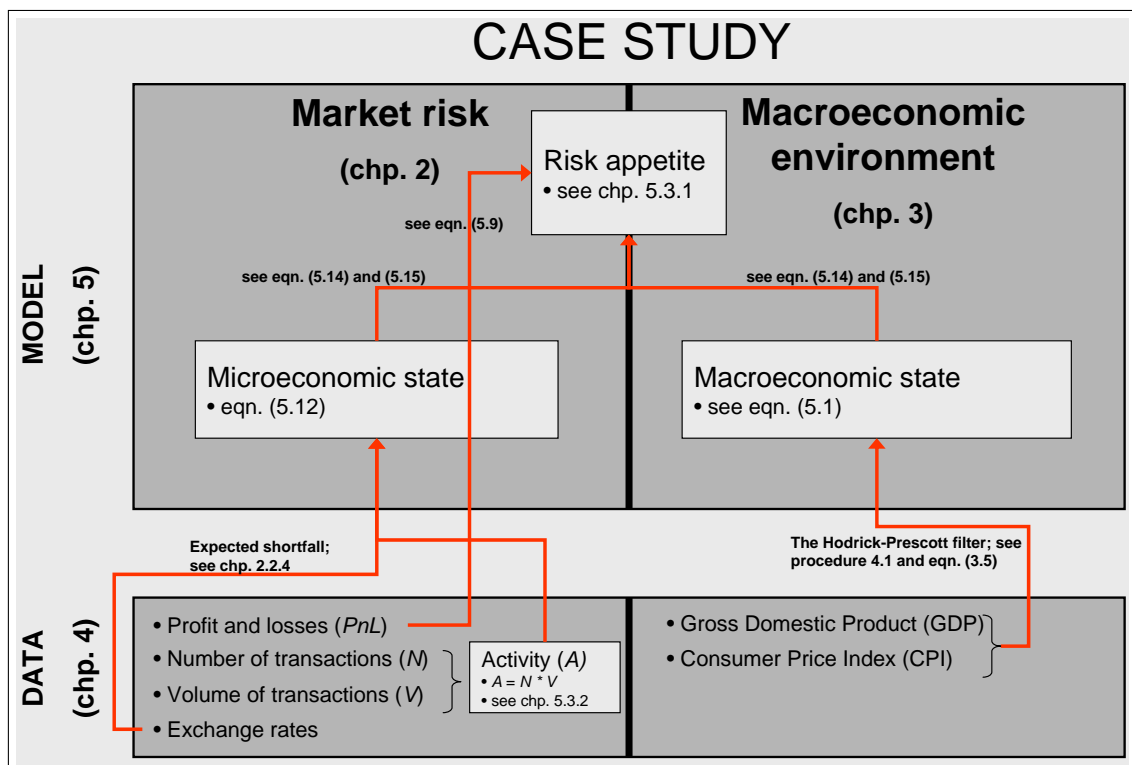 CASE STUDY
Market risk
(chp. 2)
Macroeconomic
environment
(chp. 3)
Risk appetite
• see chp. 5.3.1
see eqn. (5.9)
see eqn. (5.14) and (5.15)
see eqn. (5.14) and (5.15)
MODEL
(chp. 5)
Microeconomic state
• eqn. (5.12)
Macroeconomic state
• see eqn. (5.1)
Expected shortfall;
see chp. 2.2.4
The Hodrick-Prescott filter; see
procedure 4.1 and eqn. (3.5)
DATA
(chp. 4)
• Profit and losses (PnL)
• Number of transactions (N)
• Volume of transactions (V)
• Exchange rates
Activity (A)
• A = N * V
• see chp. 5.3.2
• Gross Domestic Product (GDP)
• Consumer Price Index (CPI)